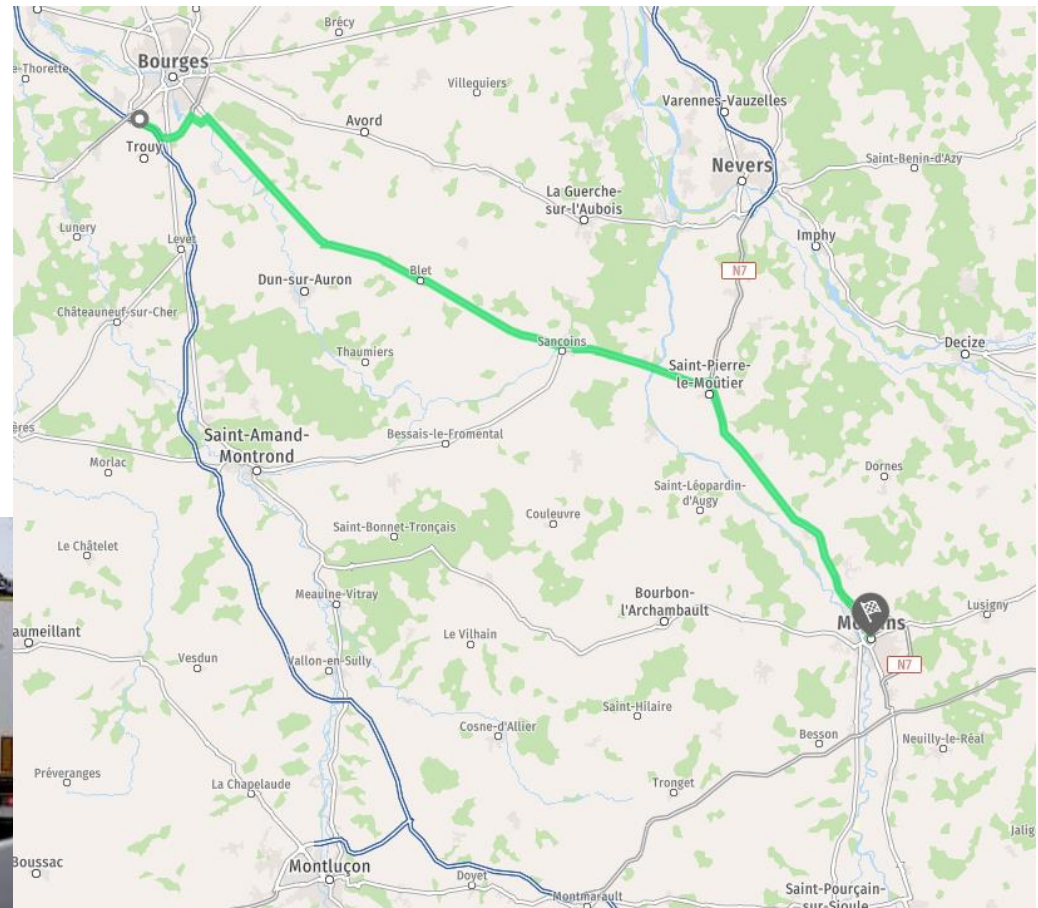 Brécy
Bourges
e-Thorette
Villequiers
Varennes-Vauzelles
Avord
Trouy
Nevers
Saint-Benin-d'Azy
La Guerche-
sur-l'Aubois
Lunery
Levet
Imphy
N7
Blet
Dun-sur-Auron
Châteauneuf-sur-Cher
Sancoins
Decize
Thaumiers
Saint-Pierre-
le-Moûtier
ères
Saint-Amand-
Montrond
Bessais-le-Fromental
Morlac
Dornes
Saint-Léopardin-
d'Augy
Couleuvre
Saint-Bonnet-Tronçais
Le Châtelet
Meaulne-Vitray
Bourbon-
l'Archambault
Lusigny
aumeillant
Le Vilhain
Vesdun
Vallon-en-Sully
N7
Saint-Hilaire
Cosne-d'Allier
Besson
Neuilly-le-Réal
Préveranges
La Chapelaude
Tronget
Jalig
Boussac
Montluçon
Doyet
Montmarault
Saint-Pourçain-
sur-Sioule